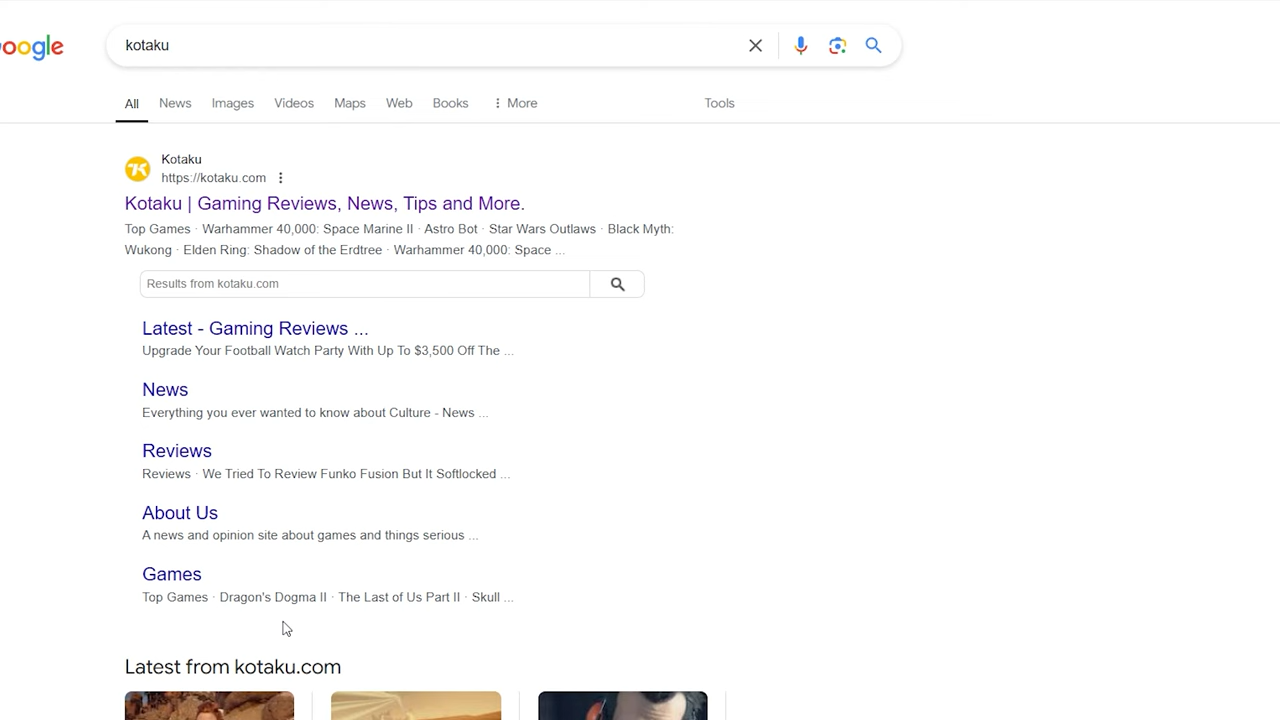 oogle
kotaku
All News Images Videos Maps Web Books More Tools
Kotaku
https://kotaku.com
Kotaku | Gaming Reviews, News, Tips and More.
Top Games · Warhammer 40,000: Space Marine II · Astro Bot · Star Wars Outlaws · Black Myth:
Wukong · Elden Ring: Shadow of the Erdtree · Warhammer 40,000: Space ...
Results from kotaku.com
Latest - Gaming Reviews ...
Upgrade Your Football Watch Party With Up To $3,500 Off The ...
News
Everything you ever wanted to know about Culture - News ...
Reviews
Reviews · We Tried To Review Funko Fusion But It Softlocked ...
About Us
A news and opinion site about games and things serious ...
Games
Top Games · Dragon's Dogma II · The Last of Us Part II · Skull ...
Latest from kotaku.com